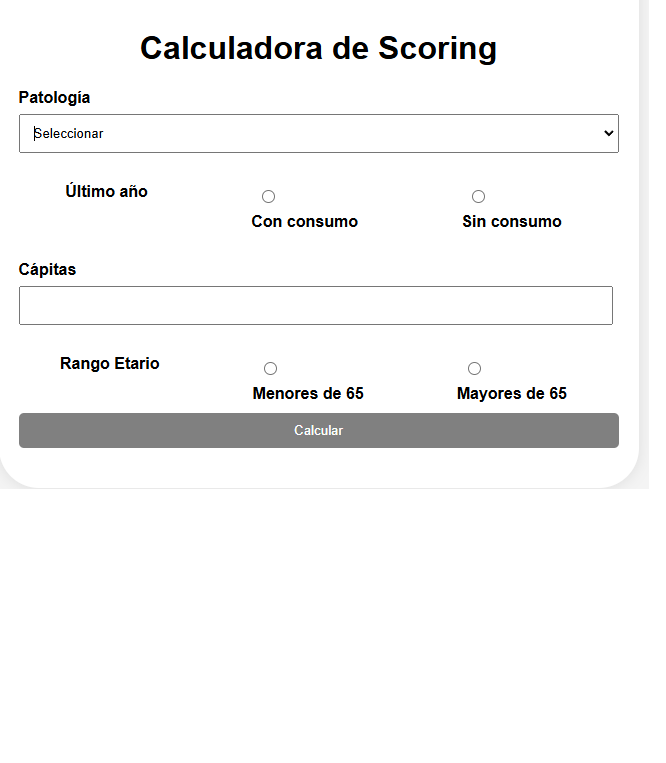 Calculadora de Scoring
Patología
Seleccionar
Último año
Con consumo
Sin consumo
Cápitas
Rango Etario
Menores de 65
Mayores de 65
Calcular